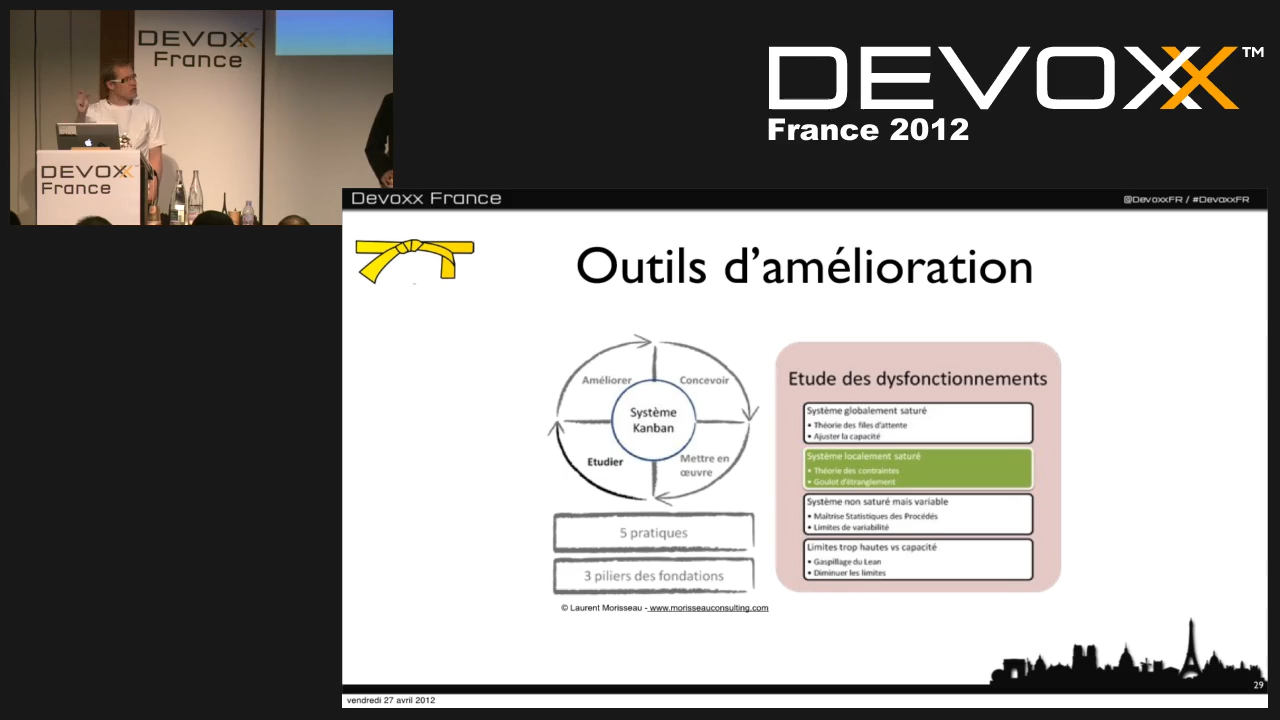 DEVOXX
France
DEVOXX
France
DEVOXX™
France 2012
Devoxx France
@DevoxxFR / #DevoxxFR
Outils d'amélioration
Améliorer
Concevoir
Système
Kanban
Etudier
Mettre en
œuvre
5 pratiques
3 piliers des fondations
© Laurent Morisseau - www.morisseauconsulting.com
Etude des dysfonctionnements
Système globalement saturé
• Théorie des files d'attente
• Ajuster la capacité
Système localement saturé
• Théorie des contraintes
• Goulot d'étranglement
Système non saturé mais variable
• Maîtrise Statistiques des Procédés
• Limites de variabilité
Limites trop hautes vs capacité
• Gaspillage du Lean
• Diminuer les limites
29
vendredi 27 avril 2012